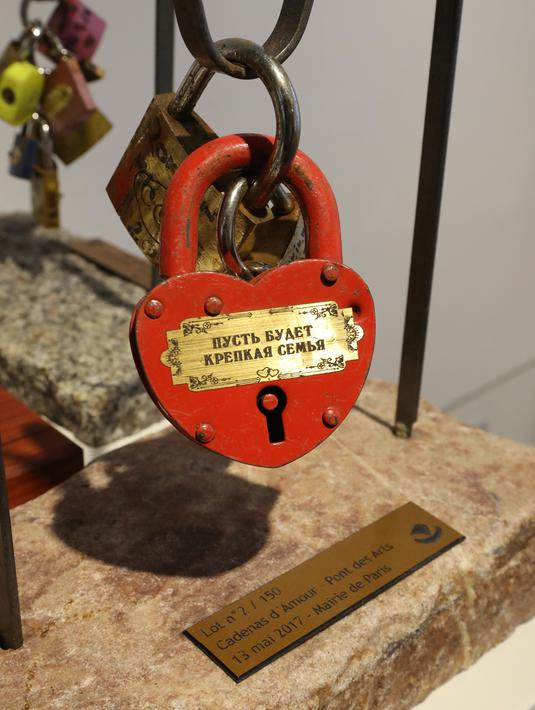 ПУСТЬ БУДЕТ
КРЕПКАЯ СЕМЬЯ
Lot n°2 / 150
Cadenas d'Amour - Pont des Arts
13 mai 2017 - Mairie de Paris